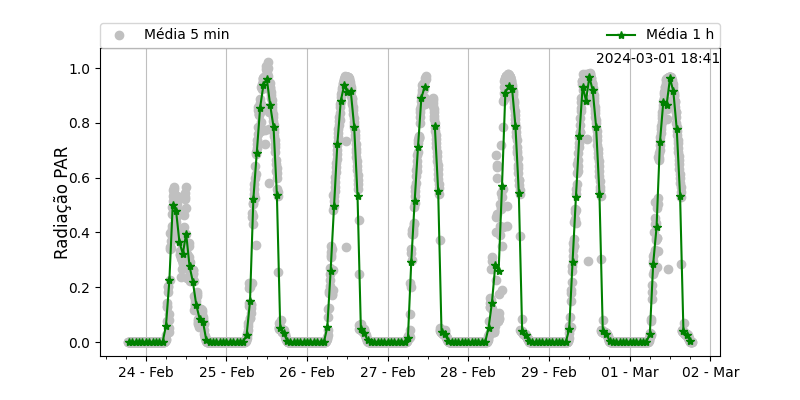 Média 5 min
Média 1 h
2024-03-01 18:41
Radiação PAR
1.0
0.8
0.6
0.4
0.2
0.0
24 - Feb
25 - Feb
26 - Feb
27 - Feb
28 - Feb
29 - Feb
01 - Mar
02 - Mar